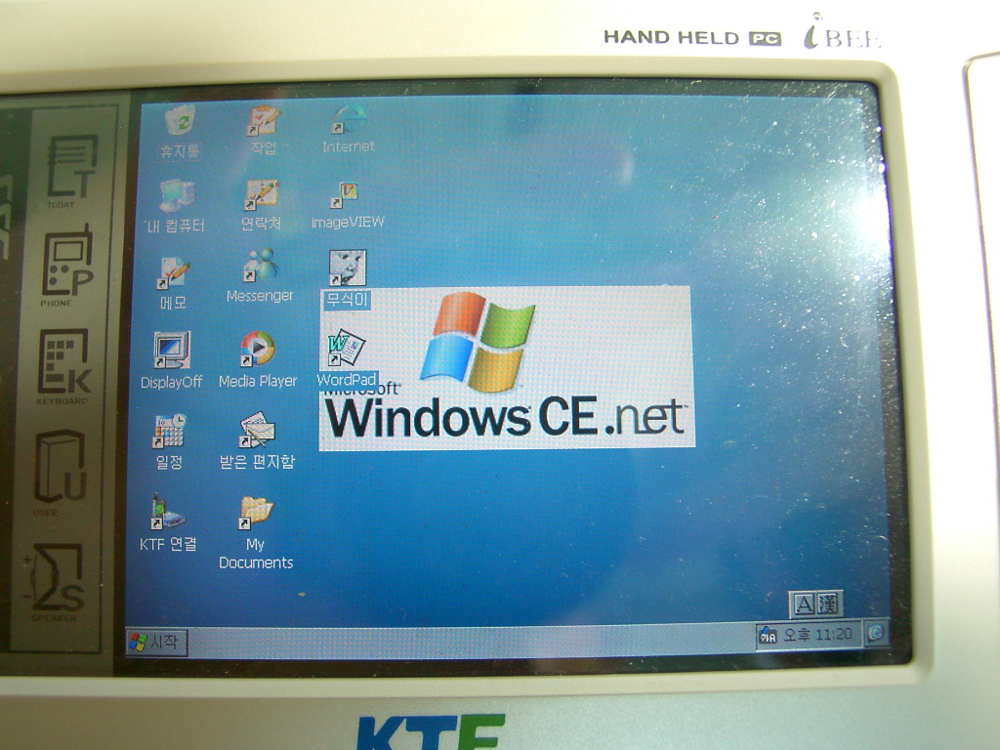 HAND HELD PC iBEE
TODAY
PHONE
KEYBOARD
USER
SPEAKER
휴지통
작업
Internet
내 컴퓨터
연락처
imageVIEW
메모
Messenger
무식이
DisplayOff
Media Player
WordPad
일정
받은 편지함
KTF 연결
My
Documents
Microsoft
Windows CE.net
A 漢
시작
오후 11:20
KTF